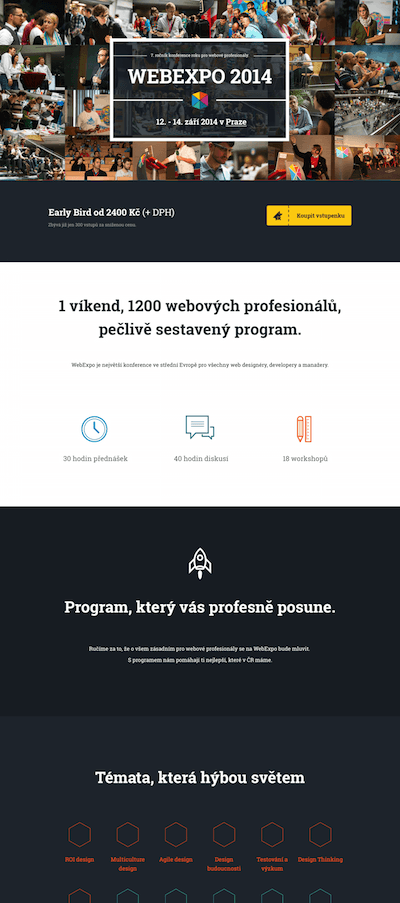 7. ročník konference roku pro webové profesionály
WEBEXPO 2014
12. - 14. září 2014 v Praze
Early Bird od 2400 Kč (+ DPH)
Zbývá již jen 300 vstupů za sníženou cenu.
Koupit vstupenku
1 víkend, 1200 webových profesionálů,
pečlivě sestavený program.
WebExpo je největší konference ve střední Evropě pro všechny web designéry, developery a manažery.
30 hodin přednášek
40 hodin diskusí
18 workshopů
Program, který vás profesně posune.
Ručíme za to, že o všem zásadním pro webové profesionály se na WebExpo bude mluvit.
S programem nám pomáhají ti nejlepší, které v ČR máme.
Témata, která hýbou světem
ROI design
Multiculture
design
Agile design
Design
budoucnosti
Testování a
výzkum
Design Thinking